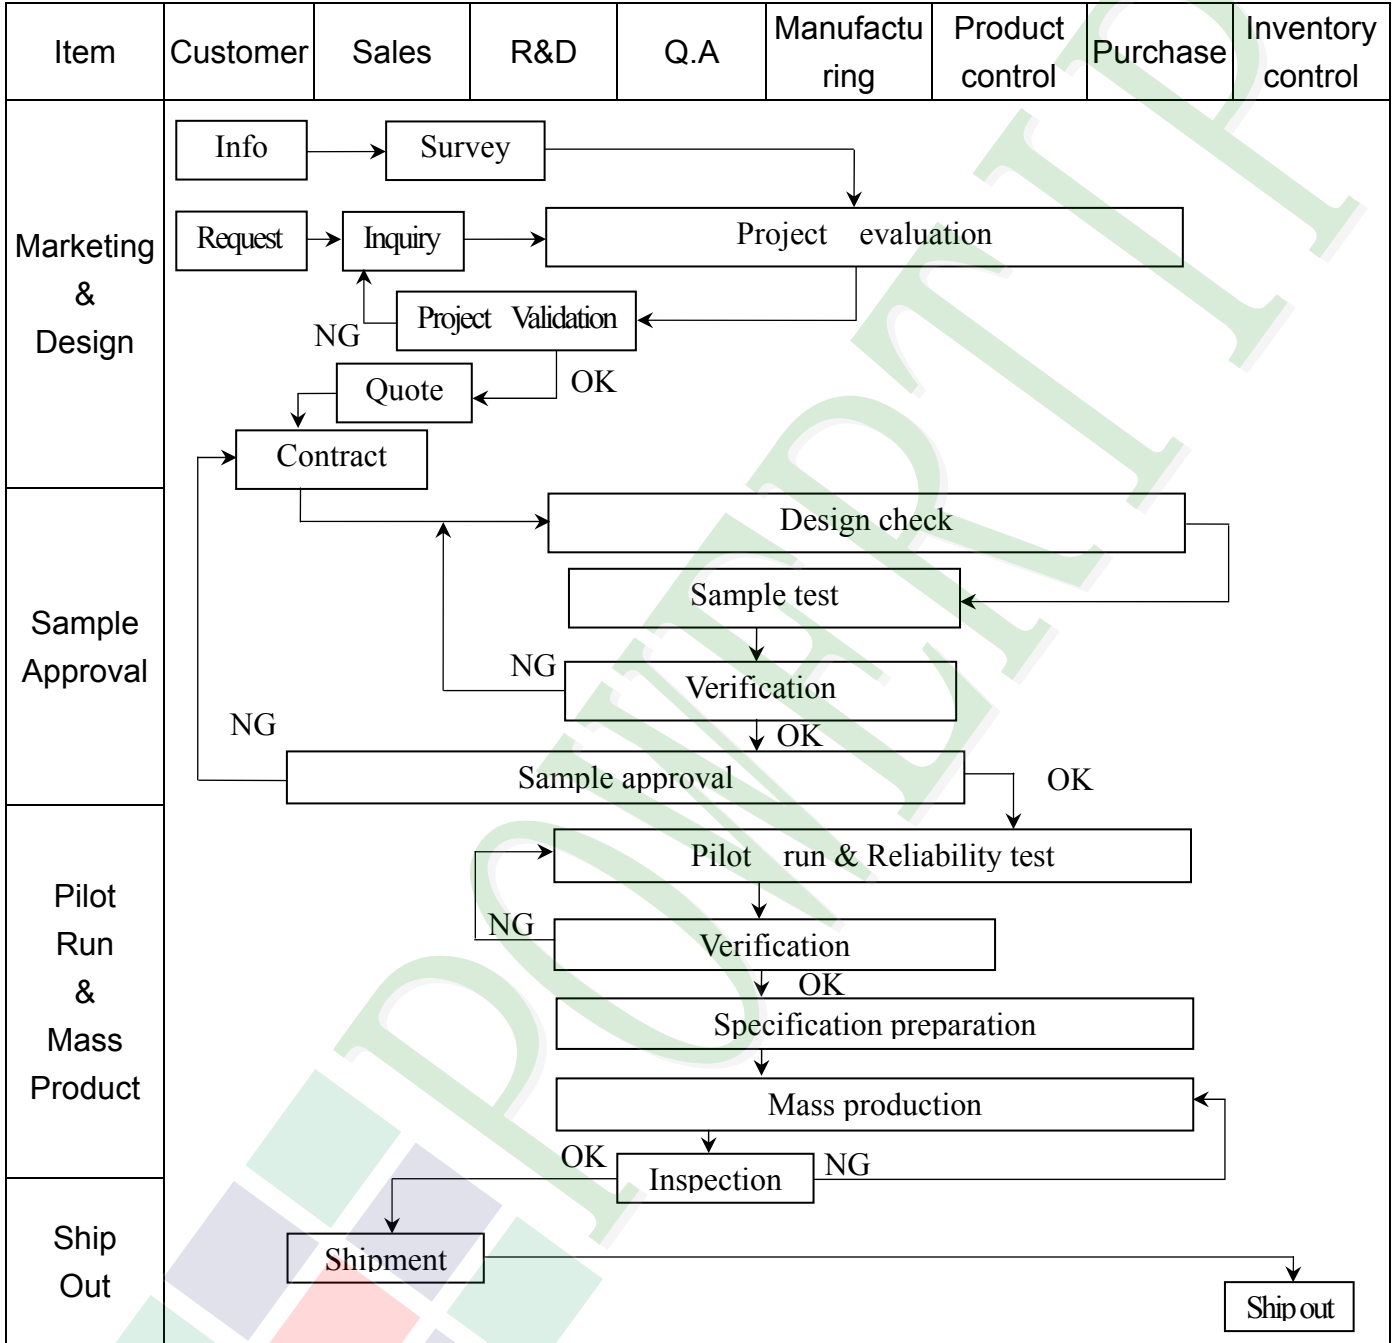 Item
Customer
Sales
R&D
Q.A
Manufactu
ring
Product
control
Purchase
Inventory
control
Marketing
&
Design
Info
Survey
Request
Inquiry
Project evaluation
NG
Project Validation
Quote
OK
Contract
Sample
Approval
Design check
Sample test
NG
Verification
NG
OK
Sample approval
OK
Pilot
Run
&
Mass
Product
Pilot run & Reliability test
NG
Verification
OK
Specification preparation
Mass production
OK
Inspection
NG
Ship
Out
Shipment
Ship out
POWERTIP